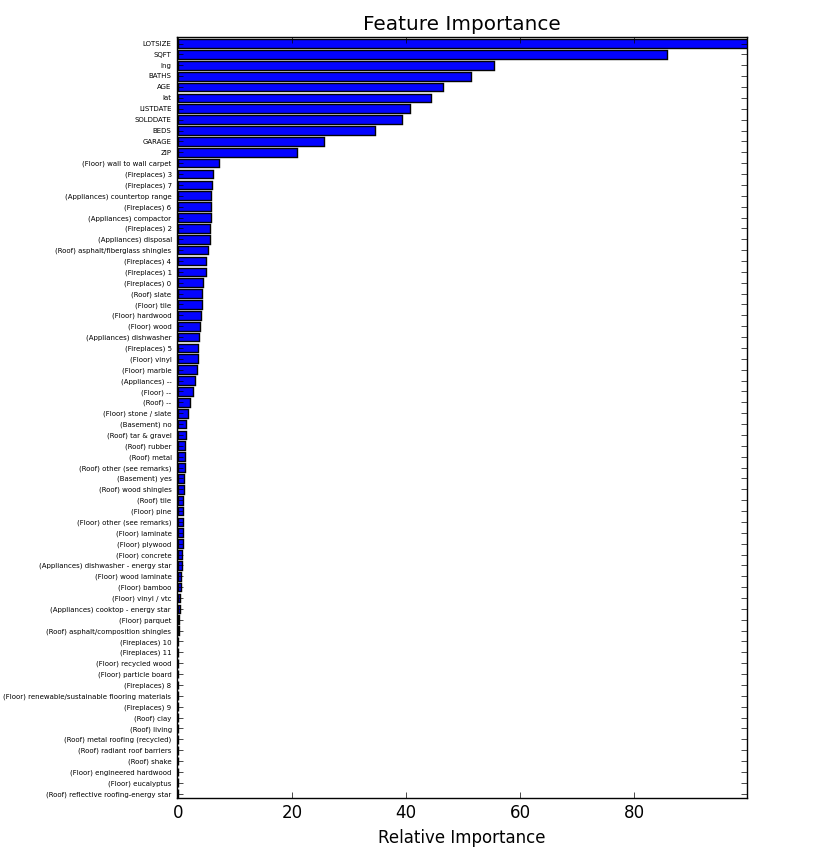 Feature Importance
LOTSIZE
SQFT
lng
BATHS
AGE
lat
LISTDATE
SOLDDATE
BEDS
GARAGE
ZIP
(Floor) wall to wall carpet
(Fireplaces) 3
(Fireplaces) 7
(Appliances) countertop range
(Fireplaces) 6
(Appliances) compactor
(Fireplaces) 2
(Appliances) disposal
(Roof) asphalt/fiberglass shingles
(Fireplaces) 4
(Fireplaces) 1
(Fireplaces) 0
(Roof) slate
(Floor) tile
(Floor) hardwood
(Floor) wood
(Appliances) dishwasher
(Fireplaces) 5
(Floor) vinyl
(Floor) marble
(Appliances) --
(Floor) --
(Roof) --
(Floor) stone / slate
(Basement) no
(Roof) tar & gravel
(Roof) rubber
(Roof) metal
(Roof) other (see remarks)
(Basement) yes
(Roof) wood shingles
(Roof) tile
(Floor) pine
(Floor) other (see remarks)
(Floor) laminate
(Floor) plywood
(Floor) concrete
(Appliances) dishwasher - energy star
(Floor) wood laminate
(Floor) bamboo
(Floor) vinyl / vtc
(Appliances) cooktop - energy star
(Floor) parquet
(Roof) asphalt/composition shingles
(Fireplaces) 10
(Fireplaces) 11
(Floor) recycled wood
(Floor) particle board
(Fireplaces) 8
(Floor) renewable/sustainable flooring materials
(Fireplaces) 9
(Roof) clay
(Roof) living
(Roof) metal roofing (recycled)
(Roof) radiant roof barriers
(Roof) shake
(Floor) engineered hardwood
(Floor) eucalyptus
(Roof) reflective roofing-energy star
0 20 40 60 80
Relative Importance